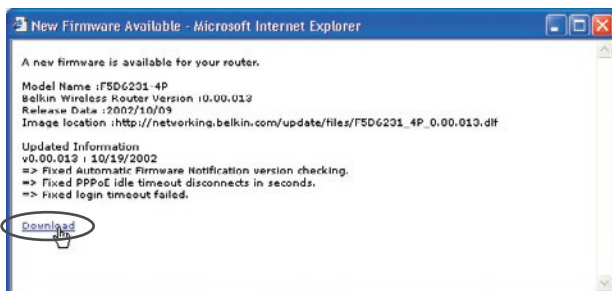 New Firmware Available - Microsoft Internet Explorer
A new firmware is available for your router.
Model Name :F5D6231-4P
Belkin Wireless Router Version :0.00.013
Release Data :2002/10/09
Image location :http://networking.belkin.com/update/files/F5D6231_4P_0.00.013.dlf
Updated Information
v0.00.013 : 10/19/2002
=> Fixed Automatic Firmware Notification version checking.
=> Fixed PPPoE idle timeout disconnects in seconds.
=> Fixed login timeout failed.
Download